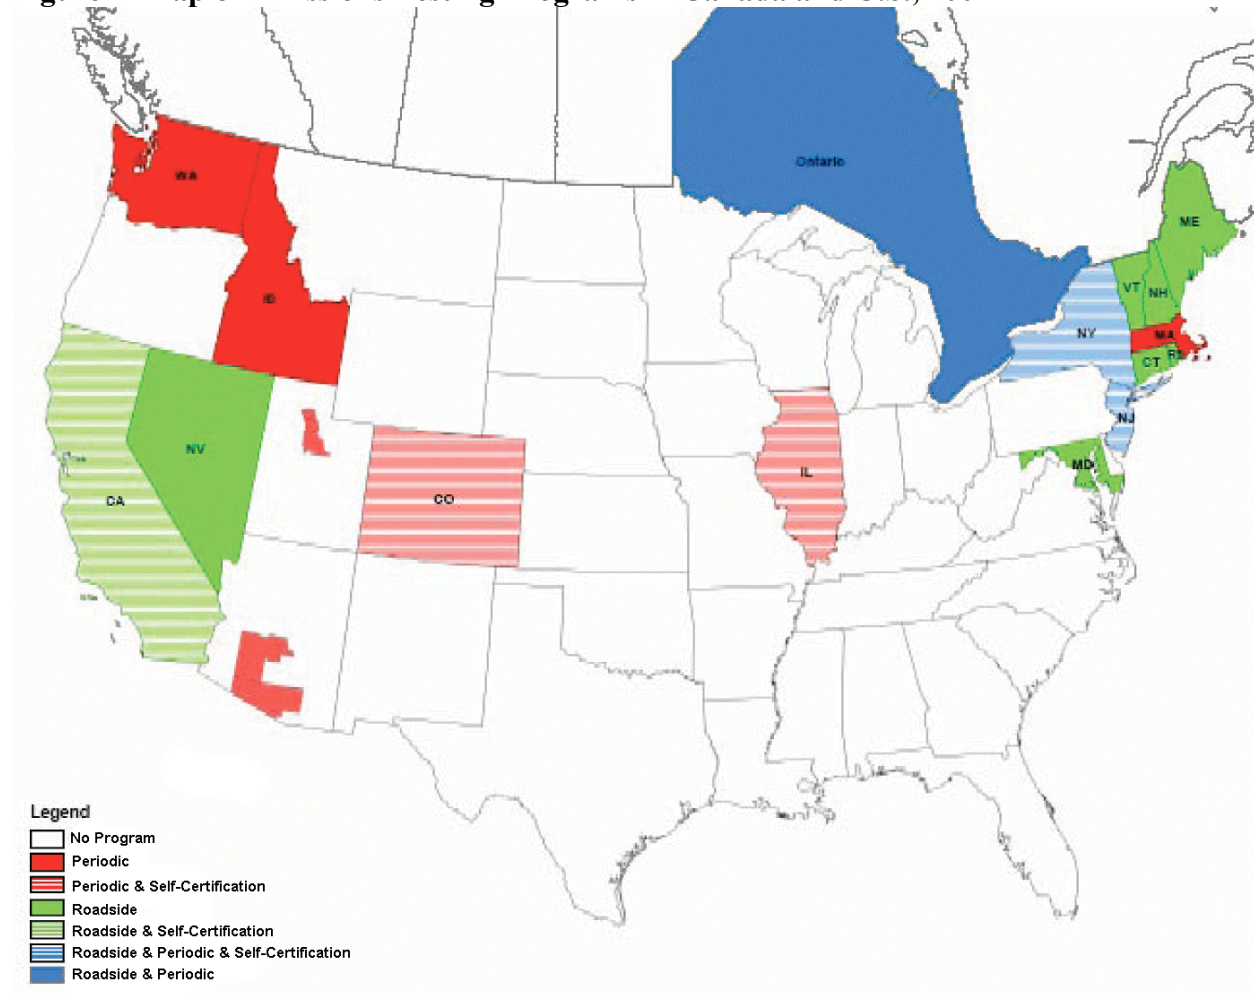 WA
Ontario
ME
ID
VT
NH
NY
MA
CT
NV
NJ
CA
IL
MD
CO
Legend
No Program
Periodic
Periodic & Self-Certification
Roadside
Roadside & Self-Certification
Roadside & Periodic & Self-Certification
Roadside & Periodic